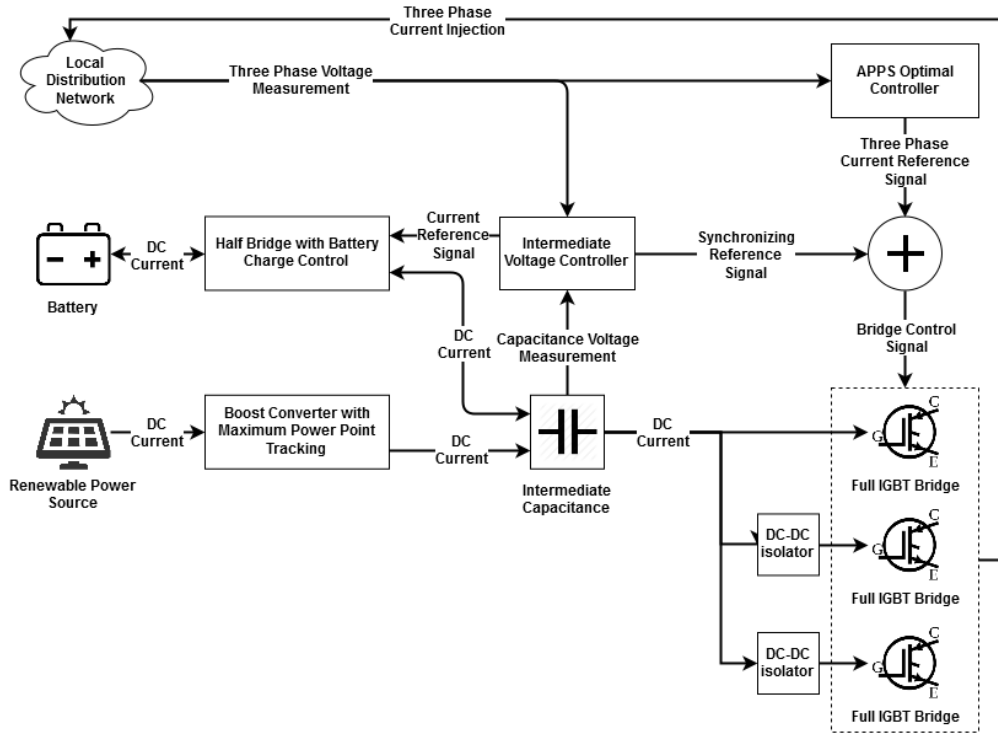 Three Phase
Current Injection
Local
Distribution
Network
Three Phase Voltage
Measurement
APPS Optimal
Controller
Three Phase
Current Reference
Signal
DC
Current
Half Bridge with Battery
Charge Control
Current
Reference
Signal
Intermediate
Voltage Controller
Synchronizing
Reference
Signal
Battery
DC
Current
Capacitance Voltage
Measurement
Bridge Control
Signal
DC
Current
Boost Converter with
Maximum Power Point
Tracking
DC
Current
DC
Current
Renewable Power
Source
Intermediate
Capacitance
C
G
E
Full IGBT Bridge
DC-DC
isolator
C
G
E
Full IGBT Bridge
DC-DC
isolator
C
G
E
Full IGBT Bridge